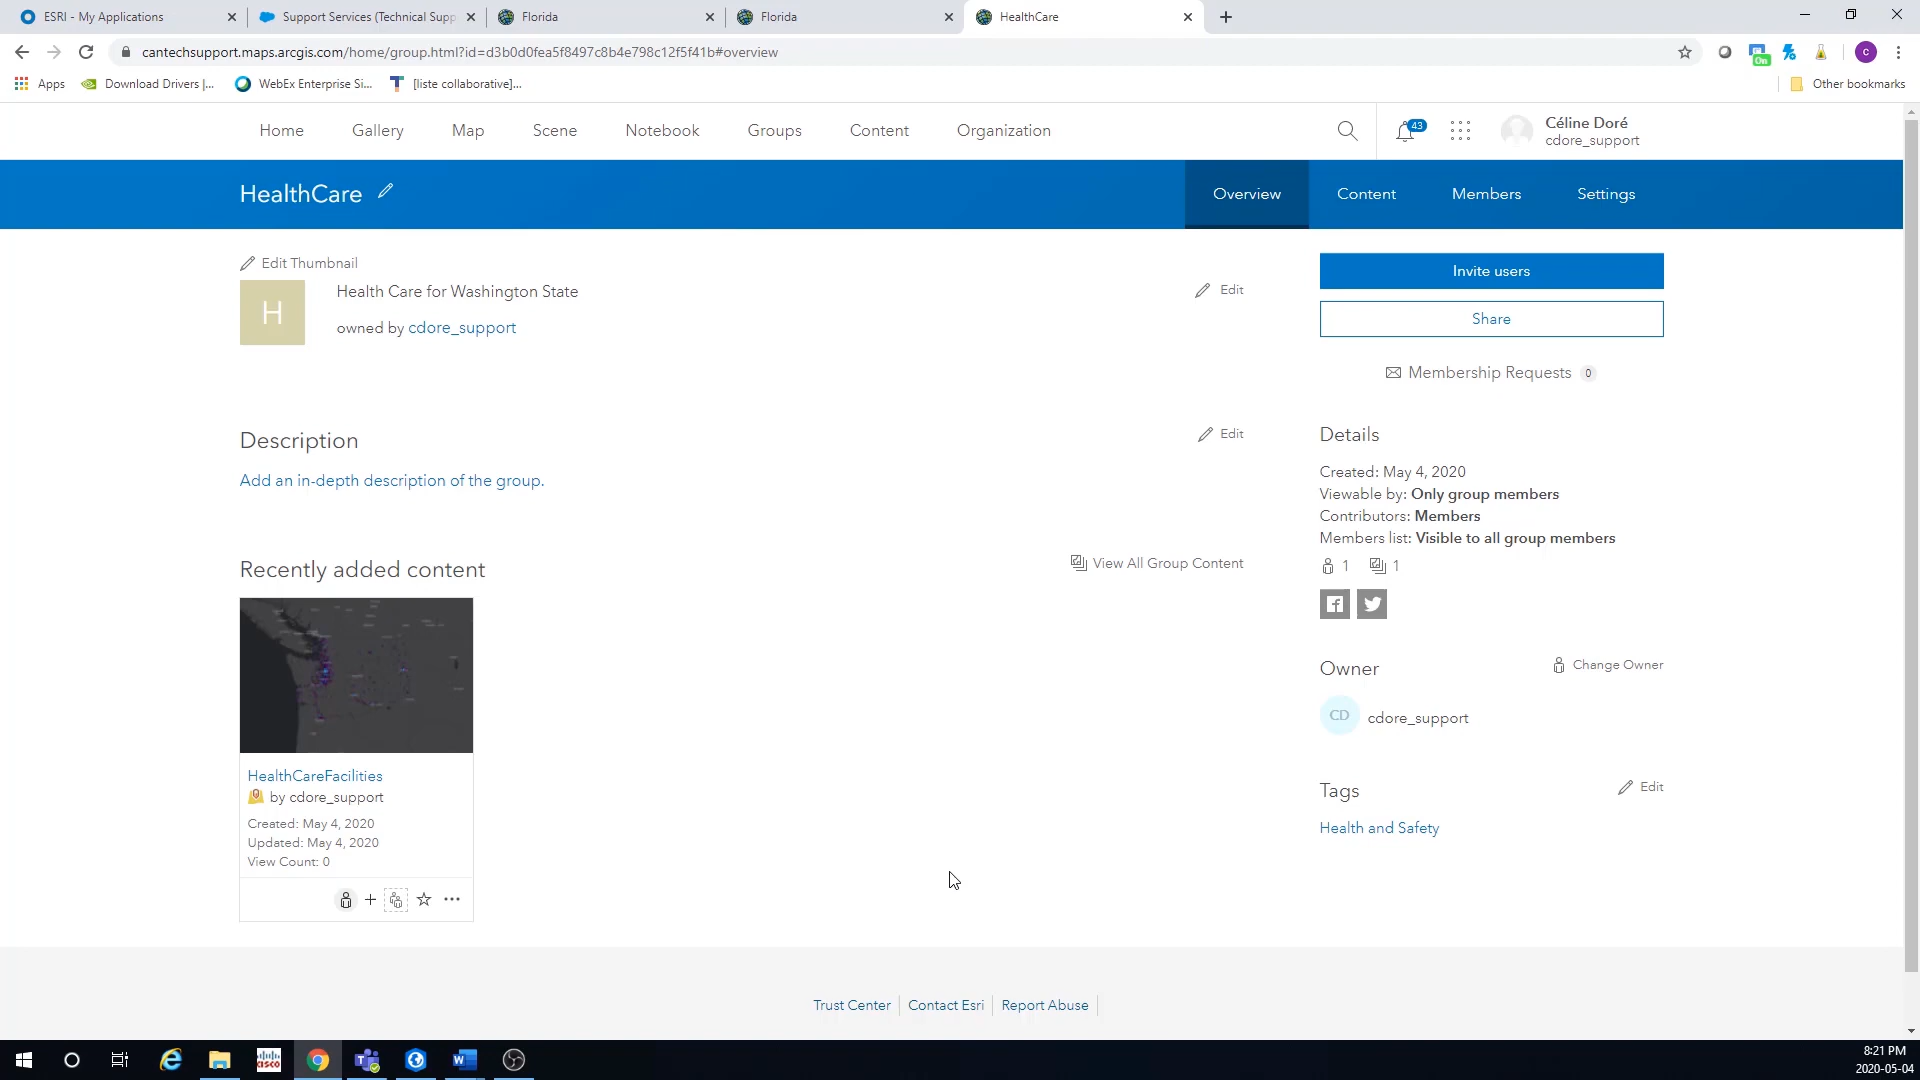 ESRI - My Applications
Support Services (Technical Supp
Florida
Florida
HealthCare
cantechsupport.maps.arcgis.com/home/group.html?id=d3b0d0fea5f8497c8b4e798c12f5f41b#overview
On
c
Apps
Download Drivers |...
WebEx Enterprise Si...
[liste collaborative]...
Other bookmarks
Home
Gallery
Map
Scene
Notebook
Groups
Content
Organization
43
Céline Doré
cdore_support
HealthCare
Overview
Content
Members
Settings
Edit Thumbnail
H
Health Care for Washington State
Edit
owned by cdore_support
Invite users
Share
Membership Requests 0
Description
Edit
Add an in-depth description of the group.
Details
Created: May 4, 2020
Viewable by: Only group members
Contributors: Members
Members list: Visible to all group members
1 1
Recently added content
View All Group Content
HealthCareFacilities
by cdore_support
Created: May 4, 2020
Updated: May 4, 2020
View Count: 0
Owner
Change Owner
CD
cdore_support
Tags
Edit
Health and Safety
Trust Center
Contact Esri
Report Abuse
8:21 PM
2020-05-04